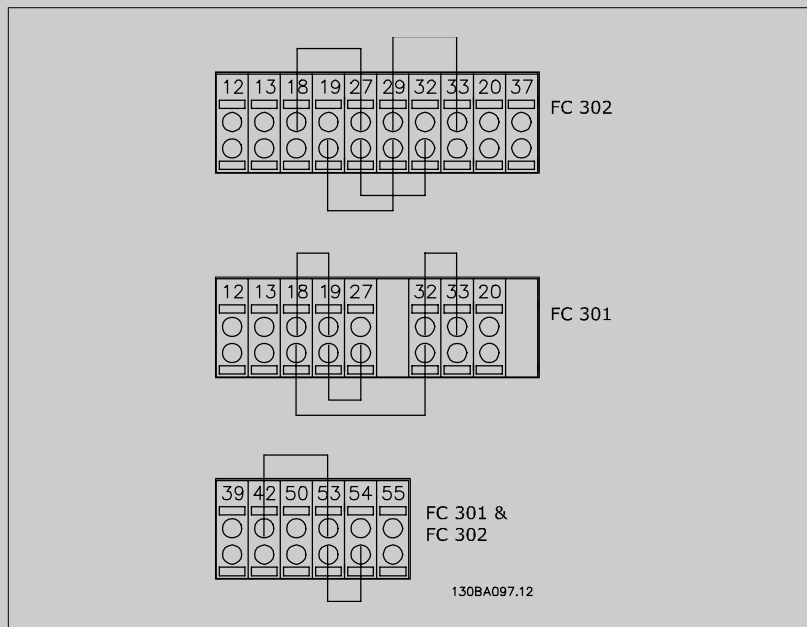 12 13 18 19 27 29 32 33 20 37
FC 302
12 13 18 19 27 32 33 20
FC 301
39 42 50 53 54 55
FC 301 &
FC 302
130BA097.12